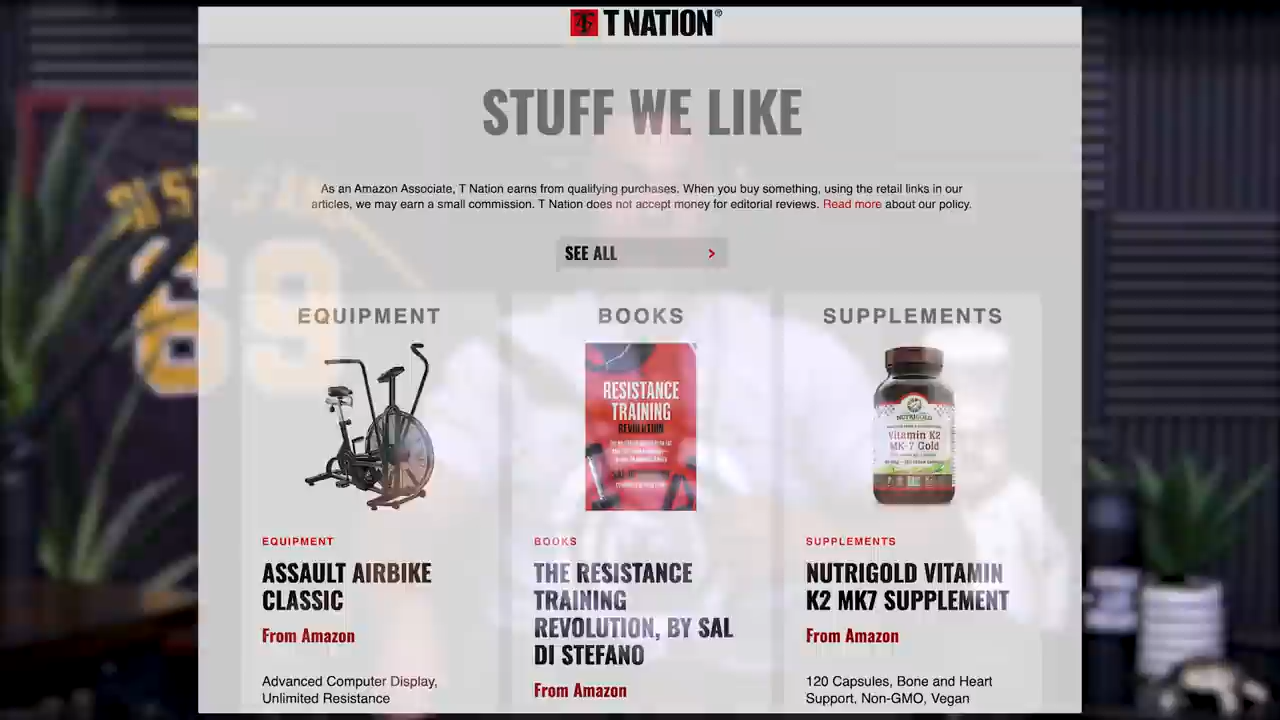 T NATION®
STUFF WE LIKE
As an Amazon Associate, T Nation earns from qualifying purchases. When you buy something, using the retail links in our
articles, we may earn a small commission. T Nation does not accept money for editorial reviews. Read more about our policy.
SEE ALL >
EQUIPMENT
BOOKS
SUPPLEMENTS
69
RESISTANCE
TRAINING
REVOLUTION
NUTRIGOLD
Vitamin K2
MK-7 Gold
EQUIPMENT
ASSAULT AIRBIKE
CLASSIC
From Amazon
Advanced Computer Display,
Unlimited Resistance
BOOKS
THE RESISTANCE
TRAINING
REVOLUTION, BY SAL
DI STEFANO
From Amazon
SUPPLEMENTS
NUTRIGOLD VITAMIN
K2 MK7 SUPPLEMENT
From Amazon
120 Capsules, Bone and Heart
Support, Non-GMO, Vegan